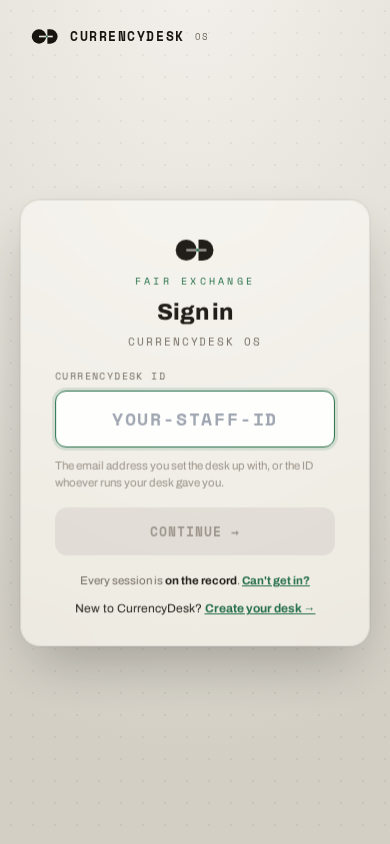 CURRENCYDESK OS
FAIR EXCHANGE
Sign in
CURRENCYDESK OS
CURRENCYDESK ID
YOUR-STAFF-ID
The email address you set the desk up with, or the ID
whoever runs your desk gave you.
CONTINUE →
Every session is on the record. Can't get in?
New to CurrencyDesk? Create your desk →